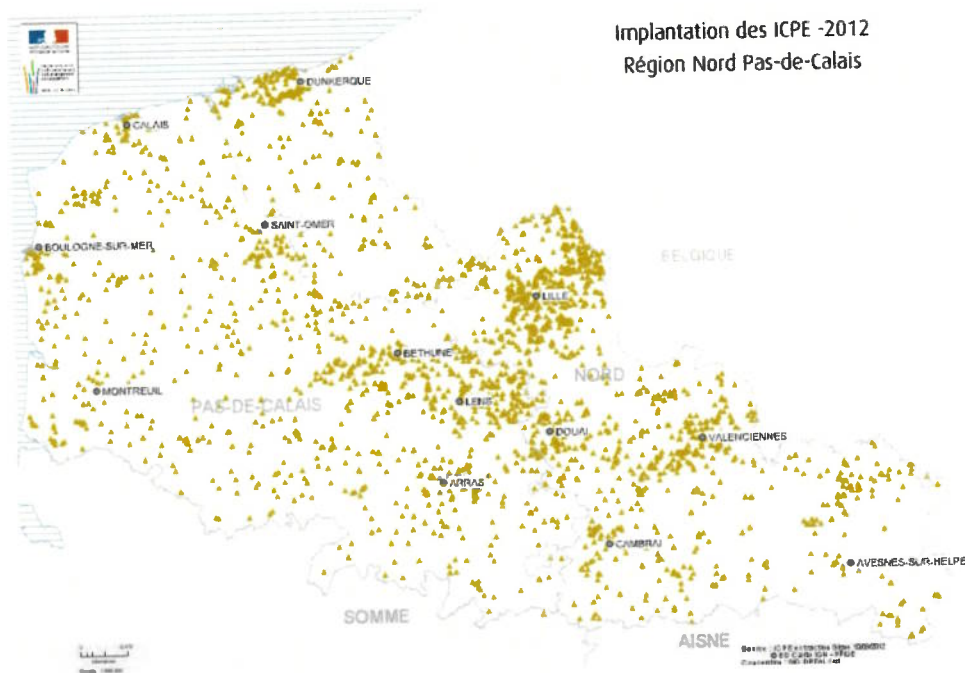 Implantation des ICPE -2012
Région Nord Pas-de-Calais
DUNKERQUE
CALAIS
SAINT-OMER
BOULOGNE-SUR-MER
BELGIQUE
LILLE
BETHUNE
NORD
MONTREUIL
PAS-DE-CALAIS
LENS
DOUAI
VALENCIENNES
ARRAS
CAMBRAI
AVESNES-SUR-HELPE
SOMME
AISNE